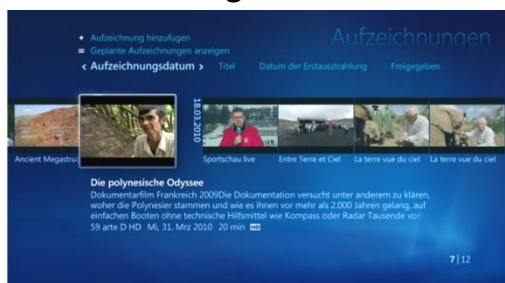 Aufzeichnungen
+ Aufzeichnung hinzufügen
= Geplante Aufzeichnungen anzeigen
< Aufzeichnungsdatum > Titel Datum der Erstausstrahlung Freigegeben
18.03.2010
Ancient Megastruc Sportschau live Entre Terre et Ciel La terre vue du ciel La terre vue du ciel
Die polynesische Odyssee
Dokumentarfilm Frankreich 2009Die Dokumentation versucht unter anderem zu klären,
woher die Polynesier stammen und wie es ihnen vor mehr als 2.000 Jahren gelang, auf
einfachen Booten ohne technische Hilfsmittel wie Kompass oder Radar Tausende von
59 arte D HD Mi, 31. Mrz 2010 20 min HD
7|12